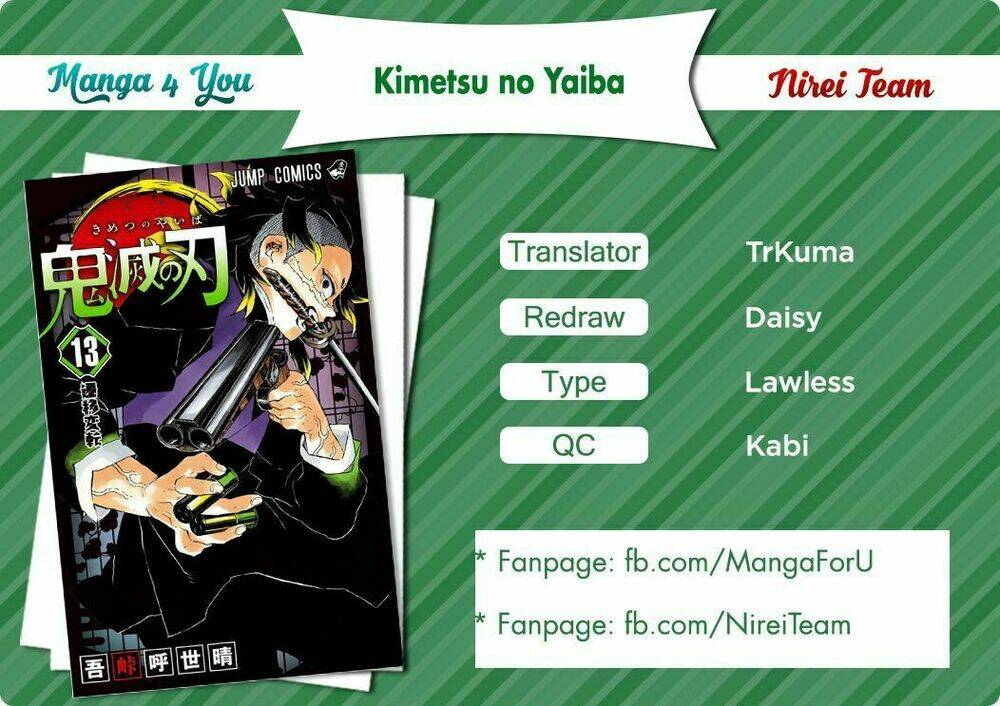 Manga 4 You
Kimetsu no Yaiba
Nirei Team
JUMP COMICS
きめつのやいば
鬼滅の刃
13
吾峠呼世晴
Translator TrKuma
Redraw Daisy
Type Lawless
QC Kabi
* Fanpage: fb.com/MangaForU
* Fanpage: fb.com/NireiTeam